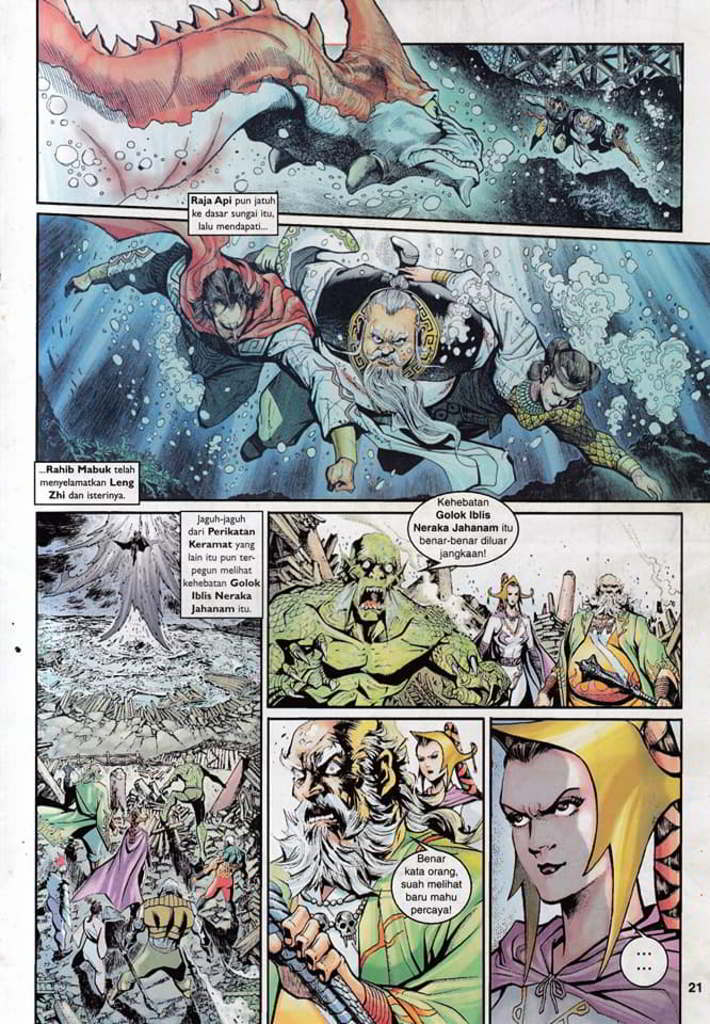 Raja Api pun jatuh
ke dasar sungai itu,
lalu mendapati...
...Rahib Mabuk telah
menyelamatkan Leng
Zhi dan isterinya.
Jaguh-jaguh
dari Perikatan
Keramat yang
lain itu pun ter-
pegun melihat
kehebatan Golok
Iblis Neraka
Jahanam itu.
Kehebatan
Golok Iblis
Neraka Jahanam itu
benar-benar diluar
jangkaan!
Benar
kata orang,
suah melihat
baru mahu
percaya!
...
...
21